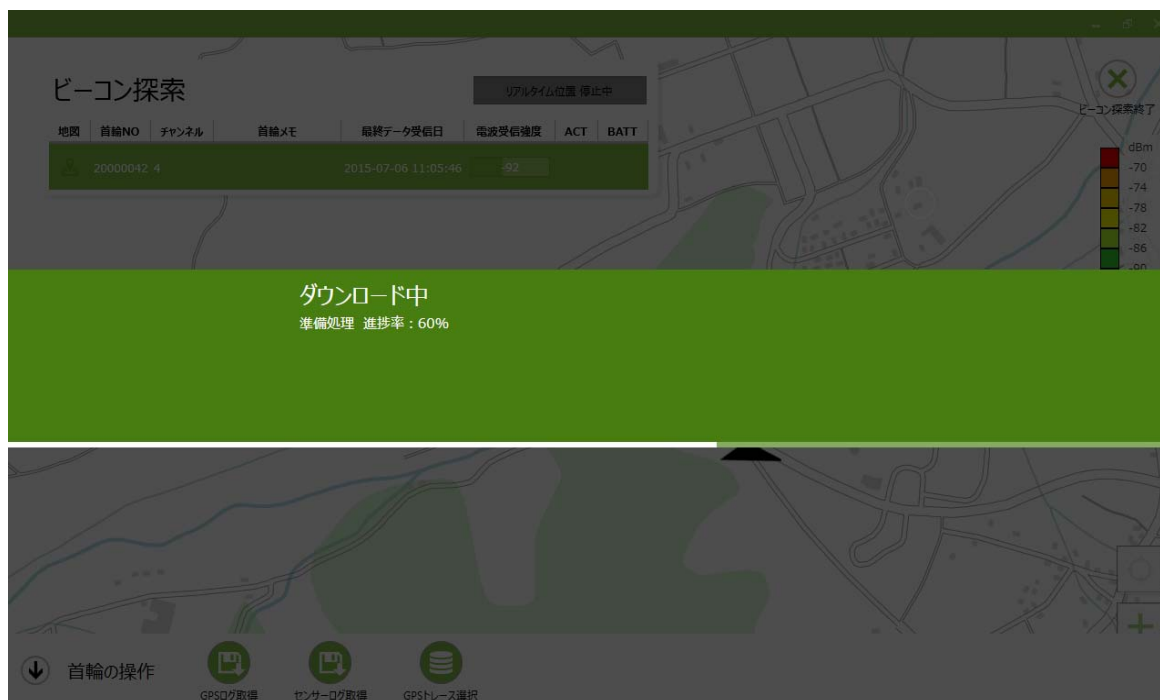 ビーコン探索
リアルタイム位置 停止中
ビーコン探索終了
地図 首輪NO チャンネル 首輪メモ 最終データ受信日 電波受信強度 ACT BATT
20000042 4 2015-07-06 11:05:46 -92
dBm
-70
-74
-78
-82
-86
-90
ダウンロード中
準備処理 進捗率：60%
首輪の操作
GPSログ取得
センサーログ取得
GPSトレース選択